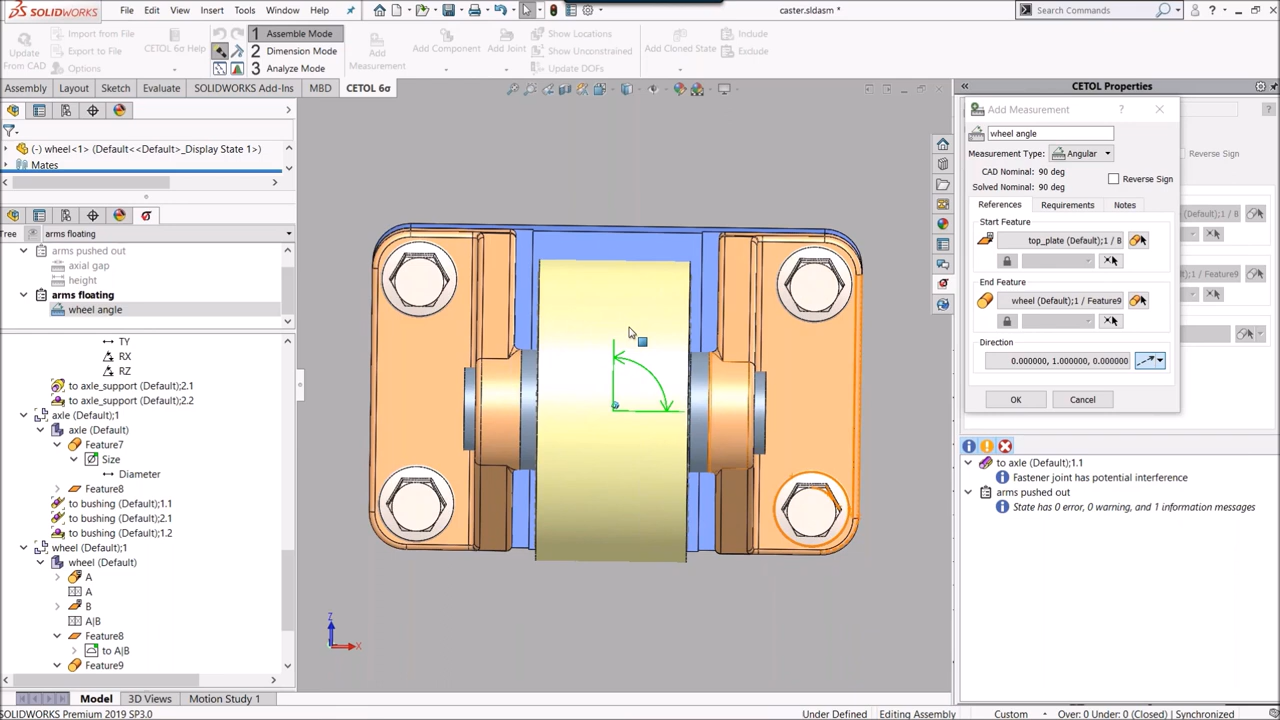 SOLIDWORKS File Edit View Insert Tools Window Help caster.sldasm * Search Commands
Update From CAD
Import from File
Export to File
Options
CETOL 6σ Help
1 Assemble Mode
2 Dimension Mode
3 Analyze Mode
Add Measurement
Add Component
Add Joint
Show Locations
Show Unconstrained
Update DOFs
Add Cloned State
Include
Exclude
Assembly Layout Sketch Evaluate SOLIDWORKS Add-Ins MBD CETOL 6σ
(-) wheel<1> (Default<<Default>_Display State 1>)
Mates
Tree arms floating
arms pushed out
axial gap
height
arms floating
wheel angle
TY
RX
RZ
to axle_support (Default);2.1
to axle_support (Default);2.2
axle (Default);1
axle (Default)
Feature7
Size
Diameter
Feature8
to bushing (Default);1.1
to bushing (Default);2.1
to bushing (Default);1.2
wheel (Default);1
wheel (Default)
A
A
B
A|B
Feature8
to A|B
Feature9
Z
X
CETOL Properties
Add Measurement ?
wheel angle
Measurement Type: Angular
CAD Nominal: 90 deg
Solved Nominal: 90 deg
Reverse Sign
References Requirements Notes
Start Feature
top_plate (Default);1 / B
End Feature
wheel (Default);1 / Feature9
Direction
0.000000, 1.000000, 0.000000
OK Cancel
Reverse Sign
(Default);1 / B
1 / Feature9
to axle (Default);1.1
Fastener joint has potential interference
arms pushed out
State has 0 error, 0 warning, and 1 information messages
Model 3D Views Motion Study 1
SOLIDWORKS Premium 2019 SP3.0 Under Defined Editing Assembly Custom Over: 0 Under: 0 (Closed) | Synchronized